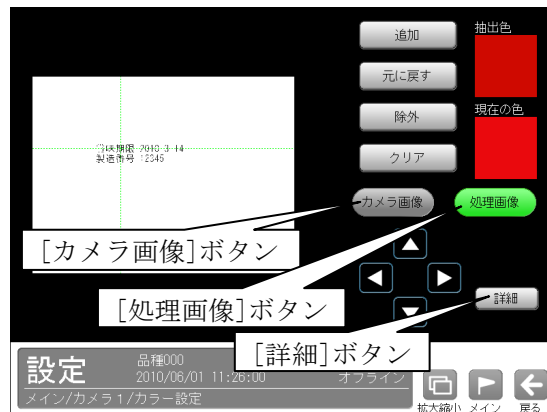 追加
抽出色
元に戻す
除外
現在の色
賞味期限 2010 3 14
製造番号 12345
クリア
カメラ画像
処理画像
[カメラ画像]ボタン
[処理画像]ボタン
詳細
[詳細]ボタン
設定
品種000
2010/06/01 11:26:00
オフライン
メイン/カメラ1/カラー設定
拡大縮小
メイン
戻る